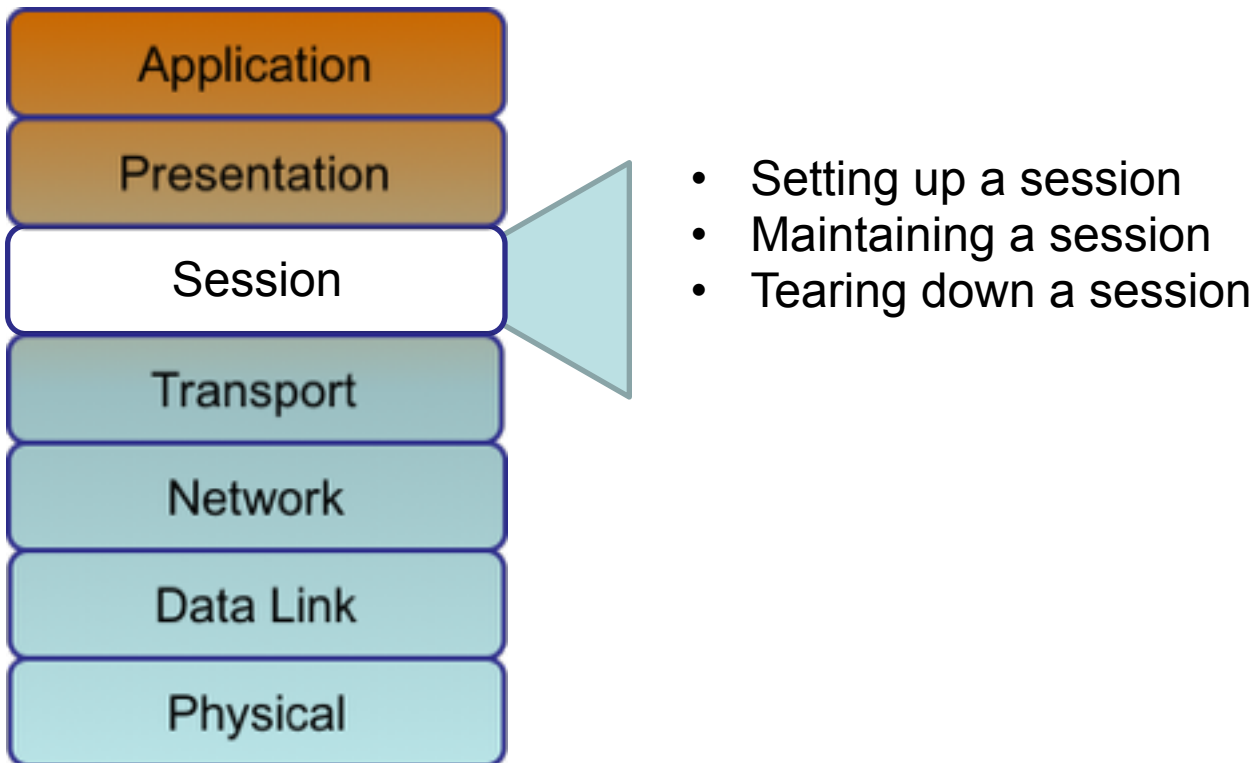 Application
Presentation
Session
Transport
Network
Data Link
Physical
• Setting up a session
• Maintaining a session
• Tearing down a session